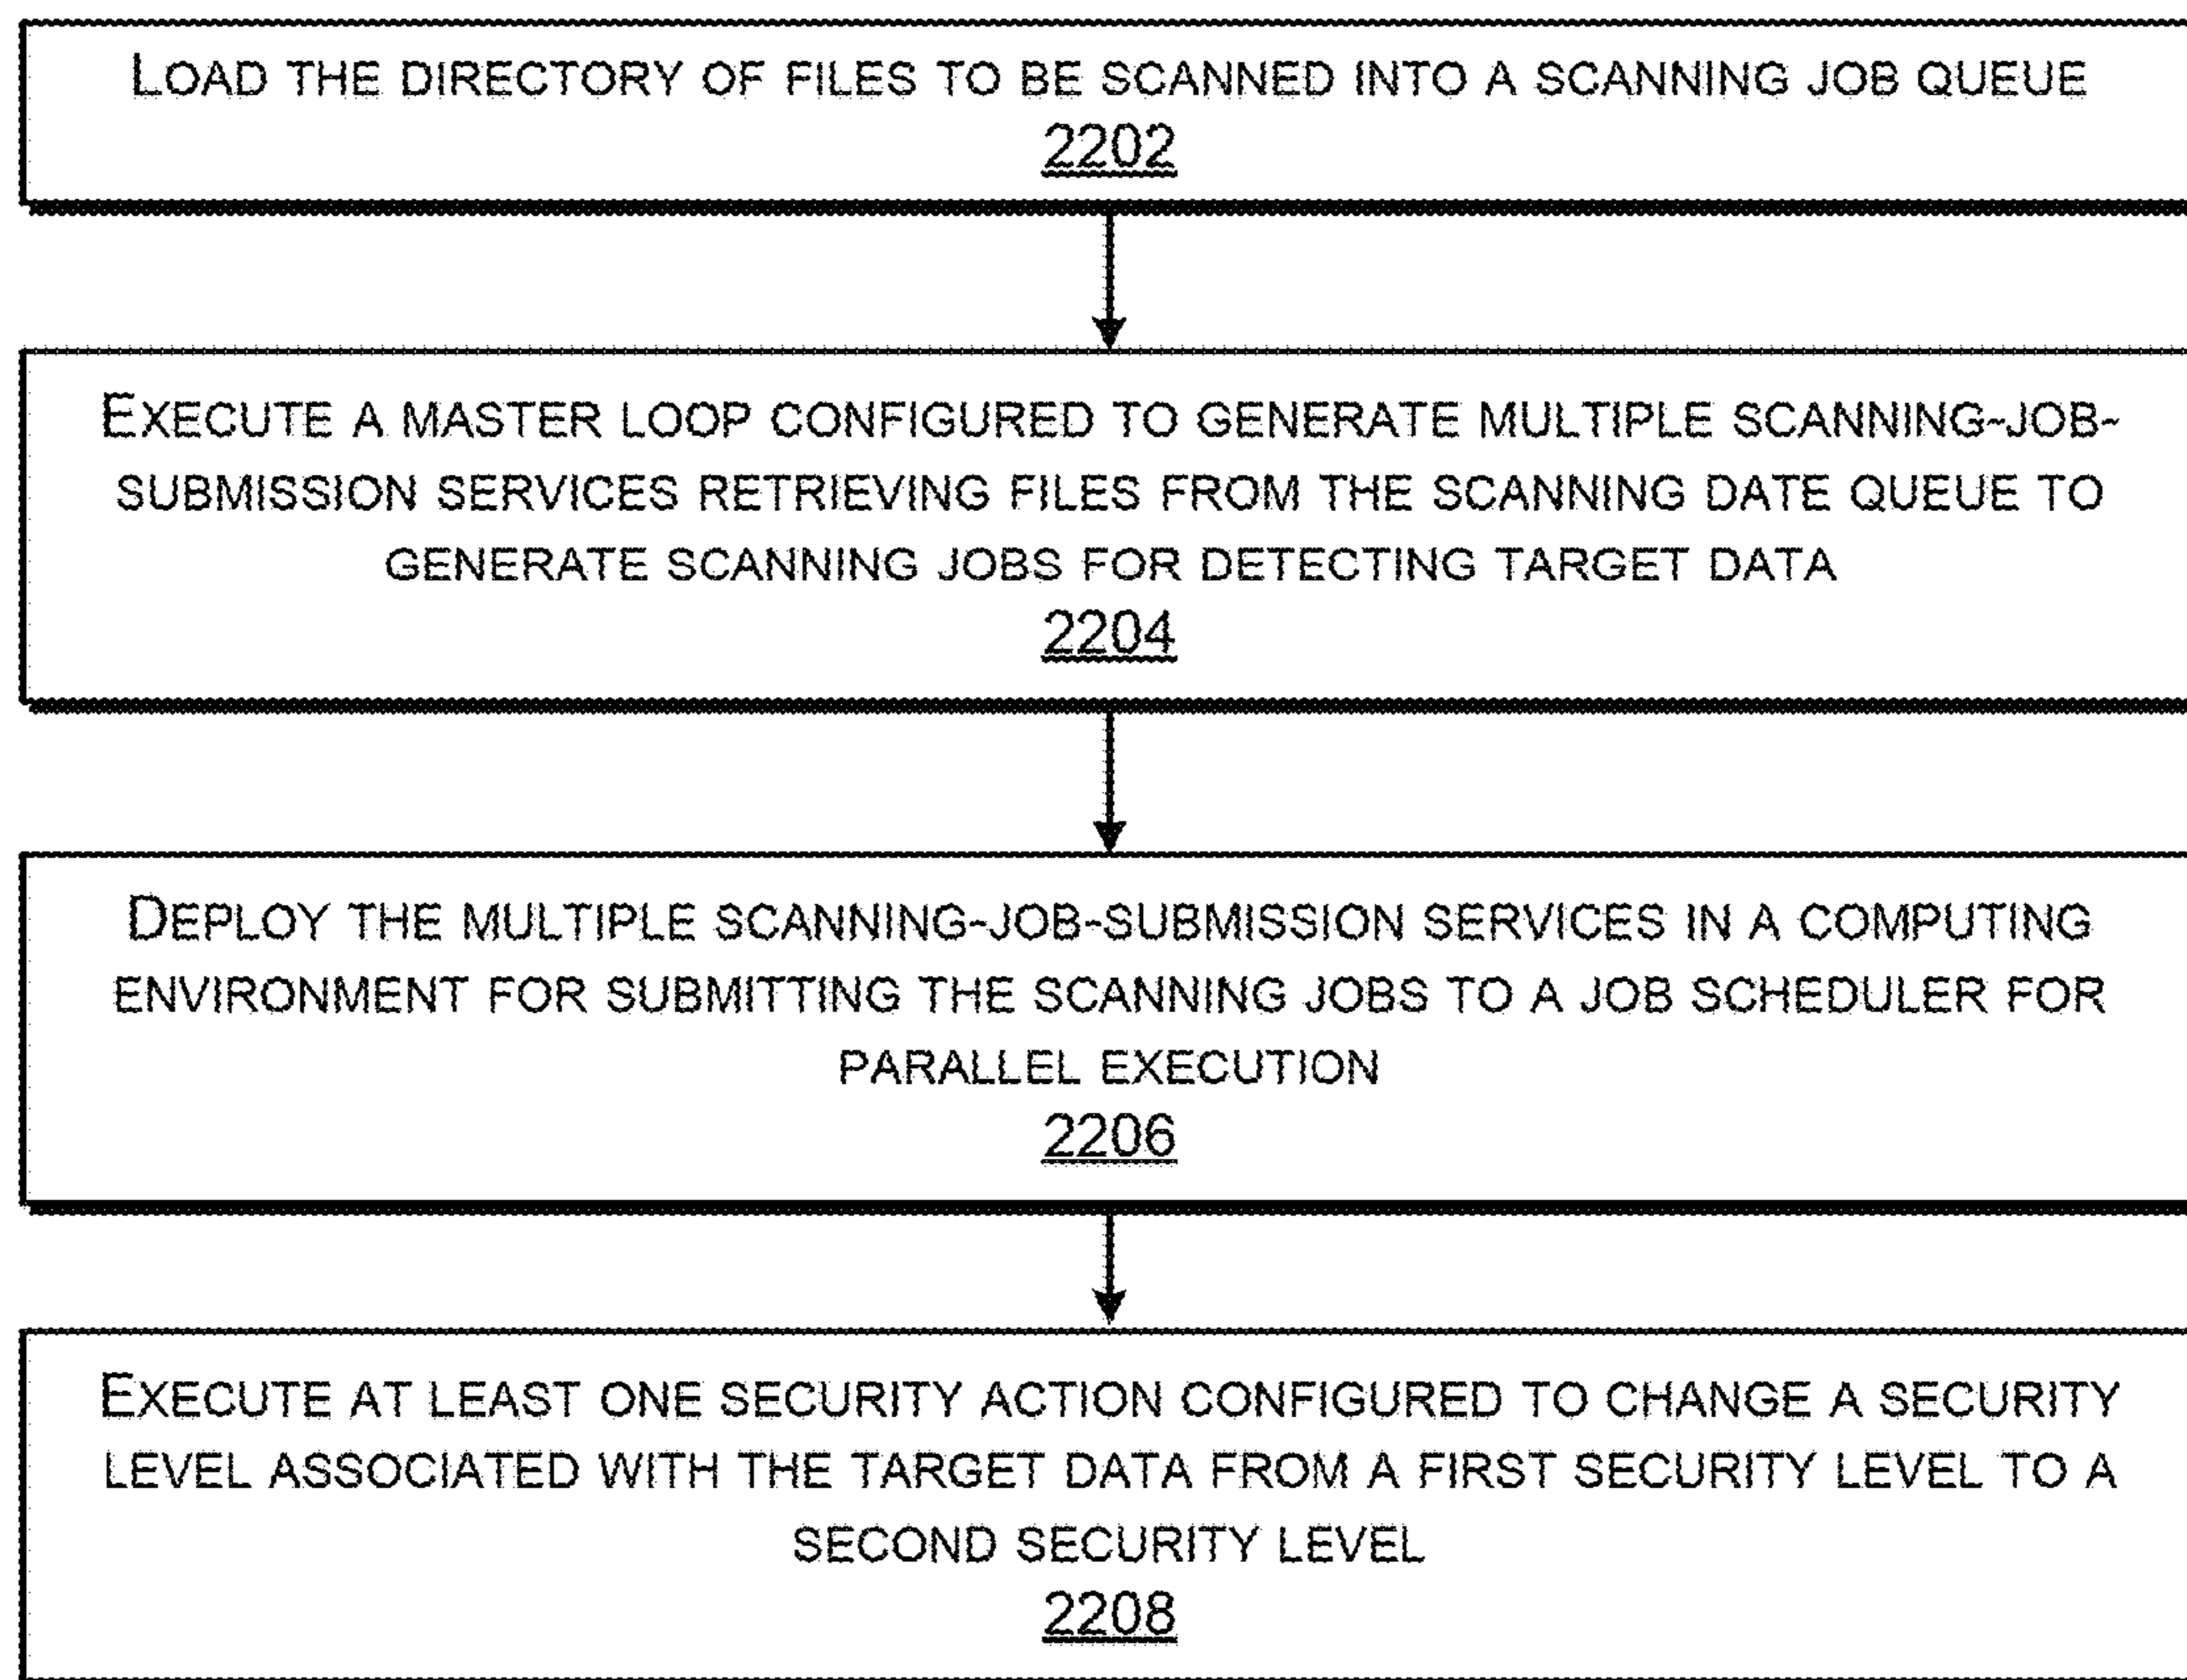 LOAD THE DIRECTORY OF FILES TO BE SCANNED INTO A SCANNING JOB QUEUE
2202
EXECUTE A MASTER LOOP CONFIGURED TO GENERATE MULTIPLE SCANNING-JOB-
SUBMISSION SERVICES RETRIEVING FILES FROM THE SCANNING DATE QUEUE TO
GENERATE SCANNING JOBS FOR DETECTING TARGET DATA
2204
DEPLOY THE MULTIPLE SCANNING-JOB-SUBMISSION SERVICES IN A COMPUTING
ENVIRONMENT FOR SUBMITTING THE SCANNING JOBS TO A JOB SCHEDULER FOR
PARALLEL EXECUTION
2206
EXECUTE AT LEAST ONE SECURITY ACTION CONFIGURED TO CHANGE A SECURITY
LEVEL ASSOCIATED WITH THE TARGET DATA FROM A FIRST SECURITY LEVEL TO A
SECOND SECURITY LEVEL
2208